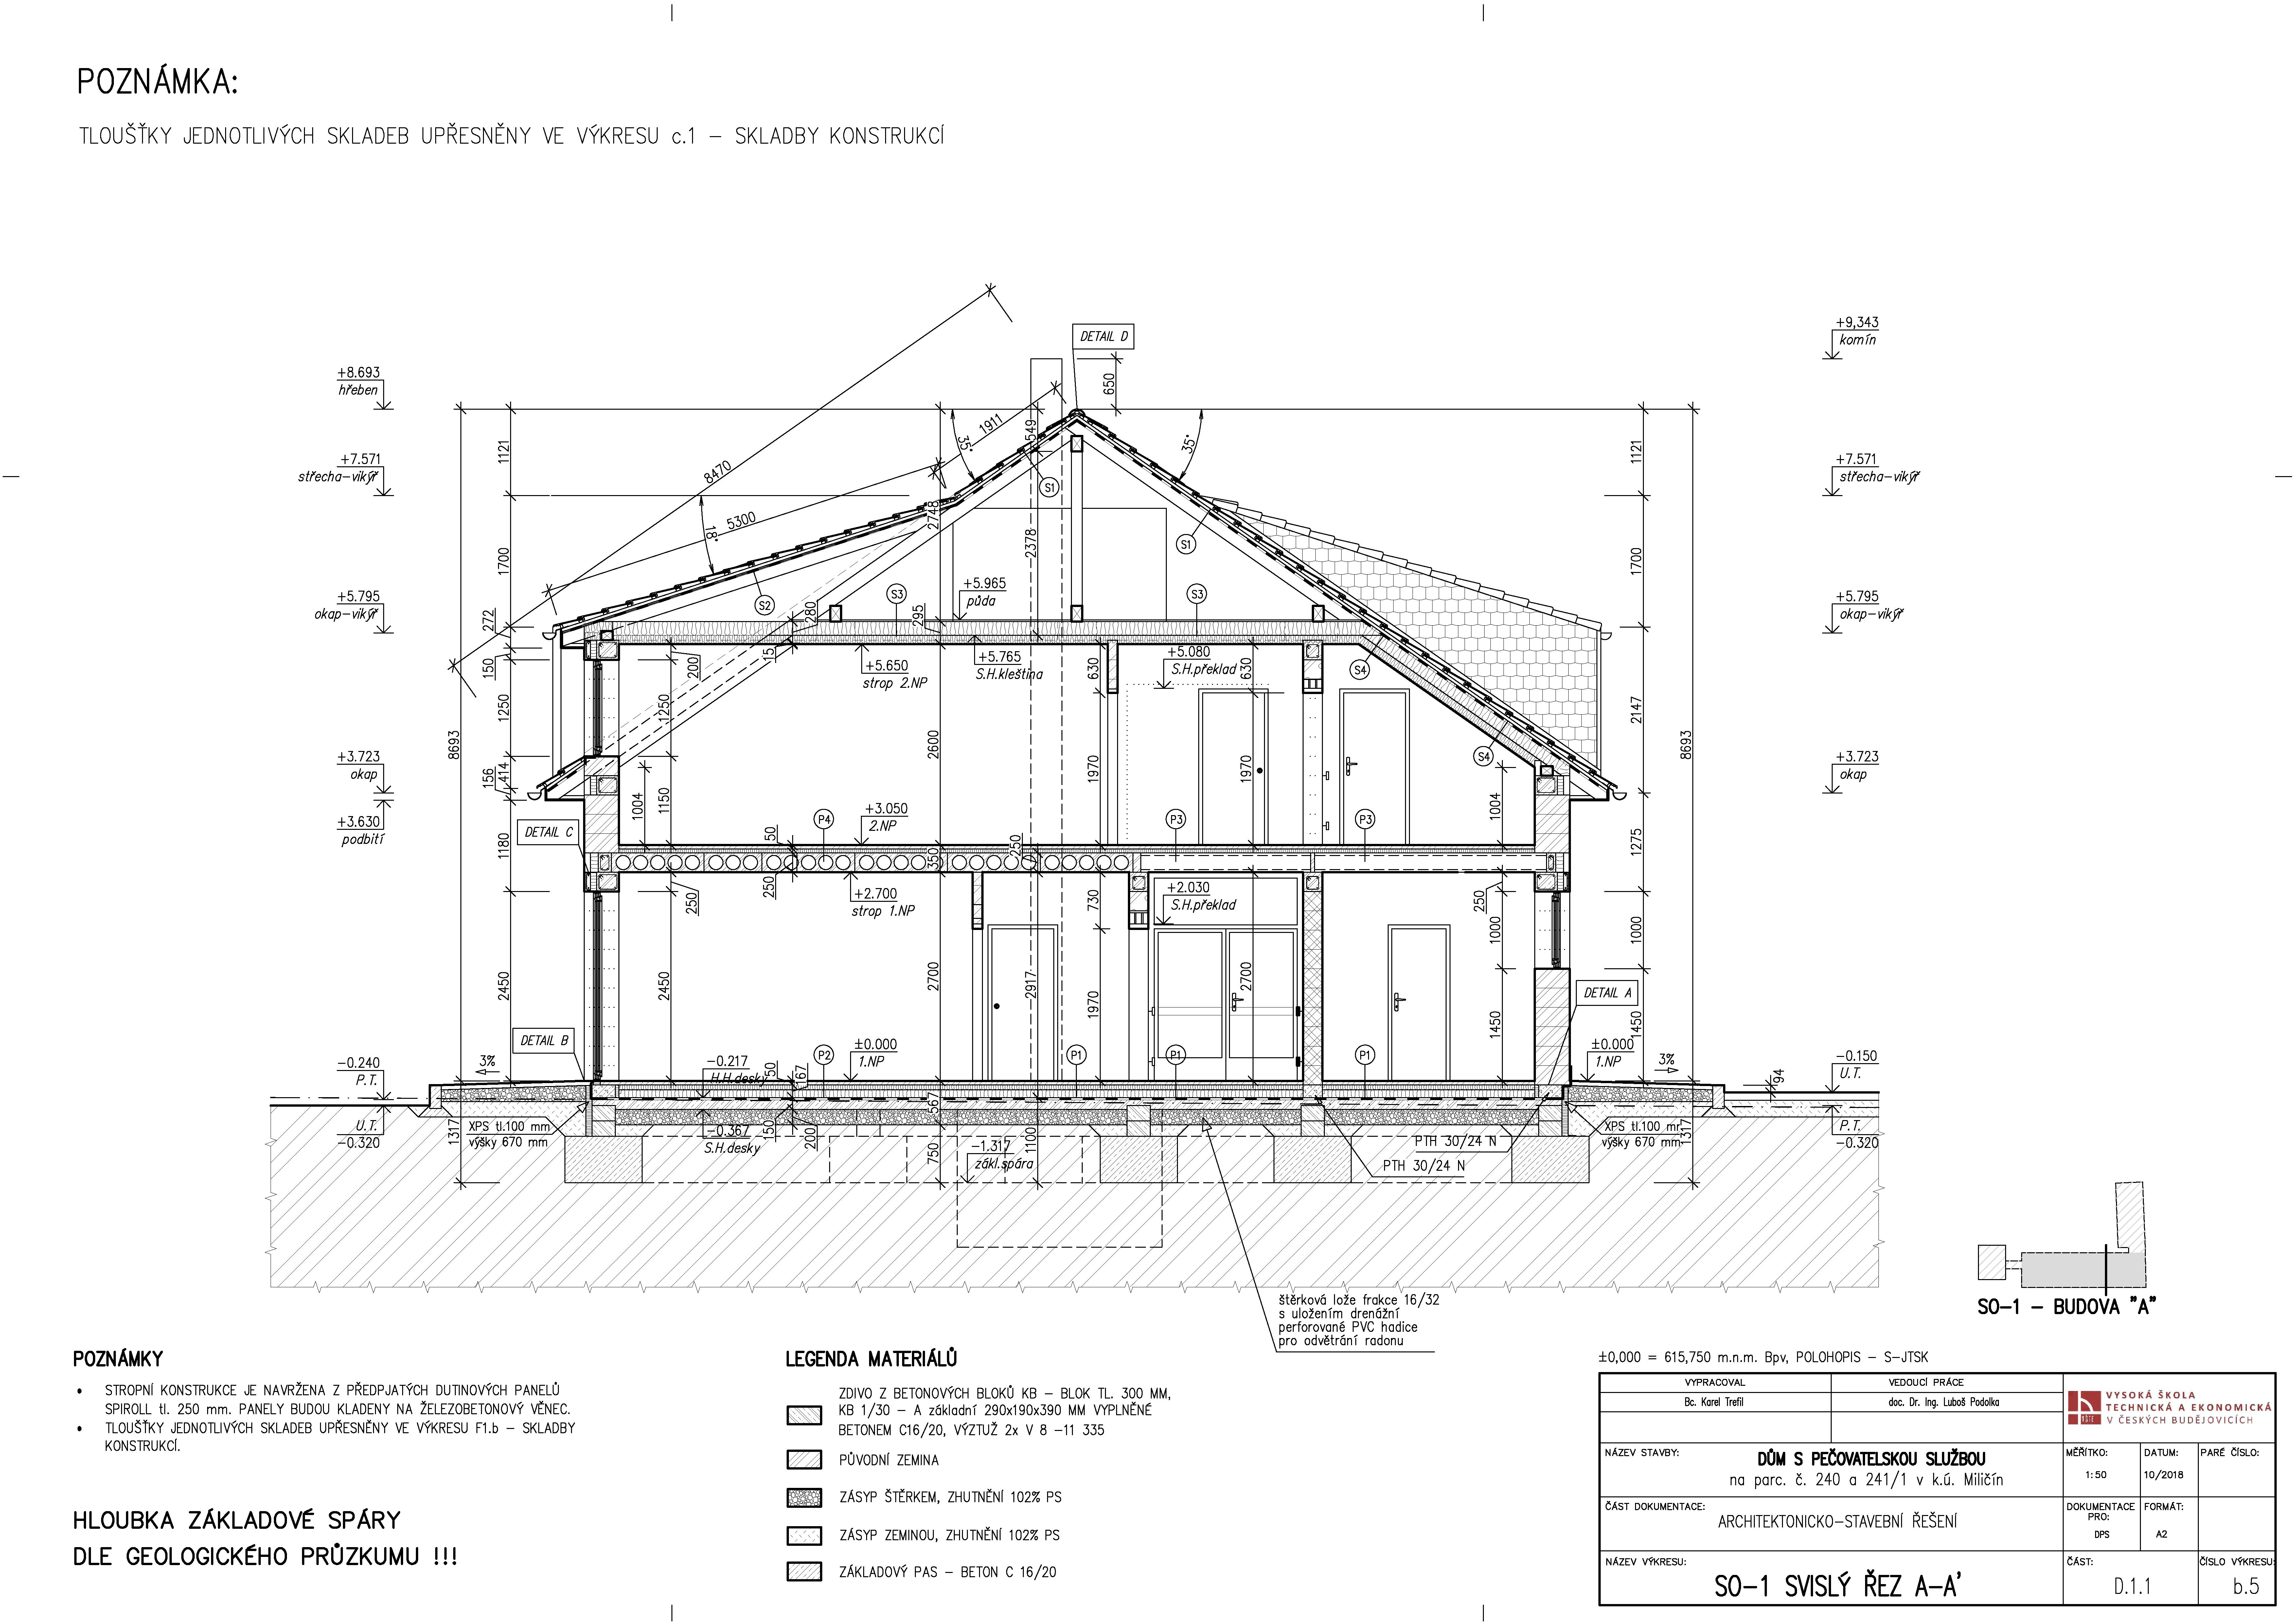 POZNÁMKA:
TLOUŠŤKY JEDNOTLIVÝCH SKLADEB UPŘESNĚNY VE VÝKRESU c.1 – SKLADBY KONSTRUKCÍ
DETAIL D
+9,343
komín
+8.693
hřeben
650
1911
549
35°
35°
8470
1121
1121
+7.571
střecha-vikýř
+7.571
střecha-vikýř
S1
5300
18°
2748
2378
S1
1700
1700
+5.795
okap-vikýř
+5.795
okap-vikýř
S2
S3
S3
+5.965
půda
280
295
272
150
200
15
+5.650
strop 2.NP
+5.765
S.H.kleština
630
+5.080
S.H.překlad
630
S4
S4
1250
1250
8693
2600
2147
8693
+3.723
okap
+3.723
okap
156
414
1004
1150
1970
1970
1004
+3.630
podbití
+3.050
2.NP
P4
P3
P3
DETAIL C
1180
50
350
250
1275
250
250
+2.700
strop 1.NP
730
+2.030
S.H.překlad
250
1000
1000
2450
2450
2700
2917
1970
2700
1450
1450
DETAIL A
DETAIL B
±0.000
1.NP
P2
P1
P1
P1
±0.000
1.NP
3%
3%
-0.240
P.T.
-0.150
U.T.
-0.217
H.H.desky
50
167
94
U.T.
-0.320
P.T.
-0.320
1317
XPS tl.100 mm
výšky 670 mm
-0.367
S.H.desky
150
200
567
750
1100
-1.317
zákl.spára
PTH 30/24 N
PTH 30/24 N
XPS tl.100 mm
výšky 670 mm
1317
štěrková lože frakce 16/32
s uložením drenážní
perforované PVC hadice
pro odvětrání radonu
SO-1 – BUDOVA "A"
POZNÁMKY
• STROPNÍ KONSTRUKCE JE NAVRŽENA Z PŘEDPJATÝCH DUTINOVÝCH PANELŮ
SPIROLL tl. 250 mm. PANELY BUDOU KLADENY NA ŽELEZOBETONOVÝ VĚNEC.
• TLOUŠŤKY JEDNOTLIVÝCH SKLADEB UPŘESNĚNY VE VÝKRESU F1.b – SKLADBY
KONSTRUKCÍ.
HLOUBKA ZÁKLADOVÉ SPÁRY
DLE GEOLOGICKÉHO PRŮZKUMU !!!
LEGENDA MATERIÁLŮ
ZDIVO Z BETONOVÝCH BLOKŮ KB – BLOK TL. 300 MM,
KB 1/30 – A základní 290x190x390 MM VYPLNĚNÉ
BETONEM C16/20, VÝZTUŽ 2x V 8 -11 335
PŮVODNÍ ZEMINA
ZÁSYP ŠTĚRKEM, ZHUTNĚNÍ 102% PS
ZÁSYP ZEMINOU, ZHUTNĚNÍ 102% PS
ZÁKLADOVÝ PAS – BETON C 16/20
±0,000 = 615,750 m.n.m. Bpv, POLOHOPIS – S-JTSK
VYPRACOVAL
VEDOUCÍ PRÁCE
Bc. Karel Trefil
doc. Dr. Ing. Luboš Podolka
VYSOKÁ ŠKOLA
TECHNICKÁ A EKONOMICKÁ
V ČESKÝCH BUDĚJOVICÍCH
NÁZEV STAVBY:
DŮM S PEČOVATELSKOU SLUŽBOU
na parc. č. 240 a 241/1 v k.ú. Miličín
MĚŘÍTKO:
1:50
DATUM:
10/2018
PARÉ ČÍSLO:
ČÁST DOKUMENTACE:
ARCHITEKTONICKO-STAVEBNÍ ŘEŠENÍ
DOKUMENTACE
PRO:
DPS
FORMÁT:
A2
NÁZEV VÝKRESU:
SO-1 SVISLÝ ŘEZ A-A'
ČÁST:
D.1.1
ČÍSLO VÝKRESU:
b.5